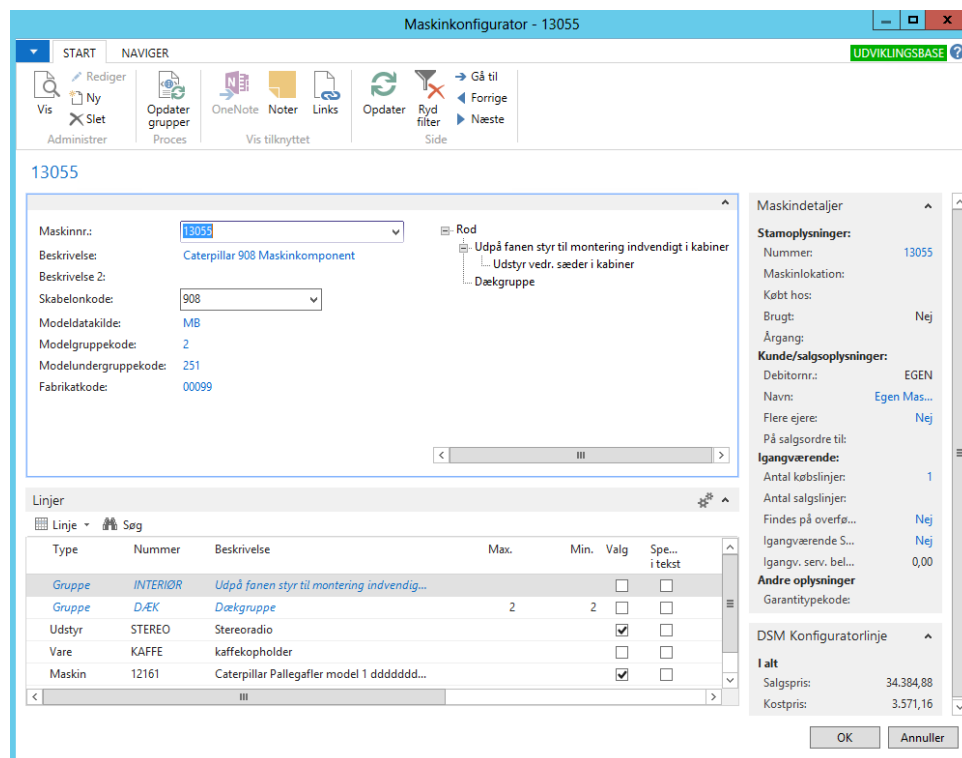 Maskinkonfigurator - 13055
START NAVIGER UDVIKLINGSBASE
Vis
Rediger
Ny
Slet
Administrer
Opdater
grupper
Proces
OneNote Noter Links
Vis tilknyttet
Opdater
Ryd
filter
Gå til
Forrige
Næste
Side
13055
Maskinnr.: 13055
Beskrivelse: Caterpillar 908 Maskinkomponent
Beskrivelse 2:
Skabelonkode: 908
Modeldatakilde: MB
Modelgruppekode: 2
Modelundergruppekode: 251
Fabrikatkode: 00099
Rod
Udpå fanen styr til montering indvendigt i kabiner
Udstyr vedr. sæder i kabiner
Dækgruppe
Linjer
Linje Søg
Type Nummer Beskrivelse Max. Min. Valg Spe...
i tekst
Gruppe INTERIØR Udpå fanen styr til montering indvendig...
Gruppe DÆK Dækgruppe 2 2
Udstyr STEREO Stereoradio
Vare KAFFE kaffekopholder
Maskin 12161 Caterpillar Pallegafler model 1 ddddddd...
Maskindetaljer
Stamoplysninger:
Nummer: 13055
Maskinlokation:
Købt hos:
Brugt: Nej
Årgang:
Kunde/salgsoplysninger:
Debitornr.: EGEN
Navn: Egen Mas...
Flere ejere: Nej
På salgsordre til:
Igangværende:
Antal købslinjer: 1
Antal salgslinjer:
Findes på overfø... Nej
Igangværende S... Nej
Igangv. serv. bel... 0,00
Andre oplysninger
Garantitypekode:
DSM Konfiguratorlinje
I alt
Salgspris: 34.384,88
Kostpris: 3.571,16
OK Annuller